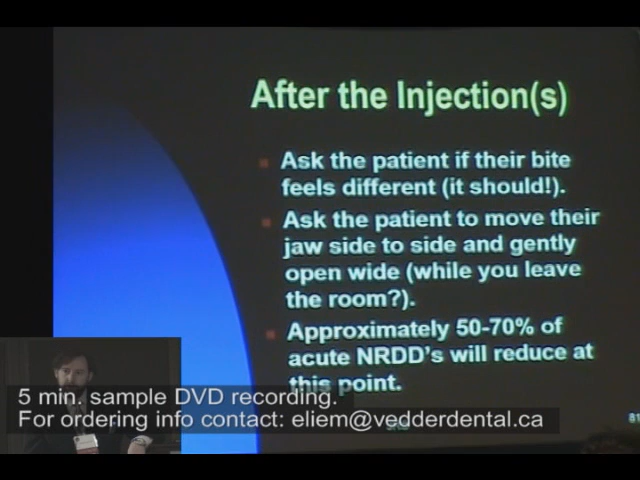 After the Injection(s)
Ask the patient if their bite
feels different (it should!).
Ask the patient to move their
jaw side to side and gently
open wide (while you leave
the room?).
Approximately 50-70% of
acute NRDD's will reduce at
this point.
5 min. sample DVD recording.
For ordering info contact: eliem@vedderdental.ca